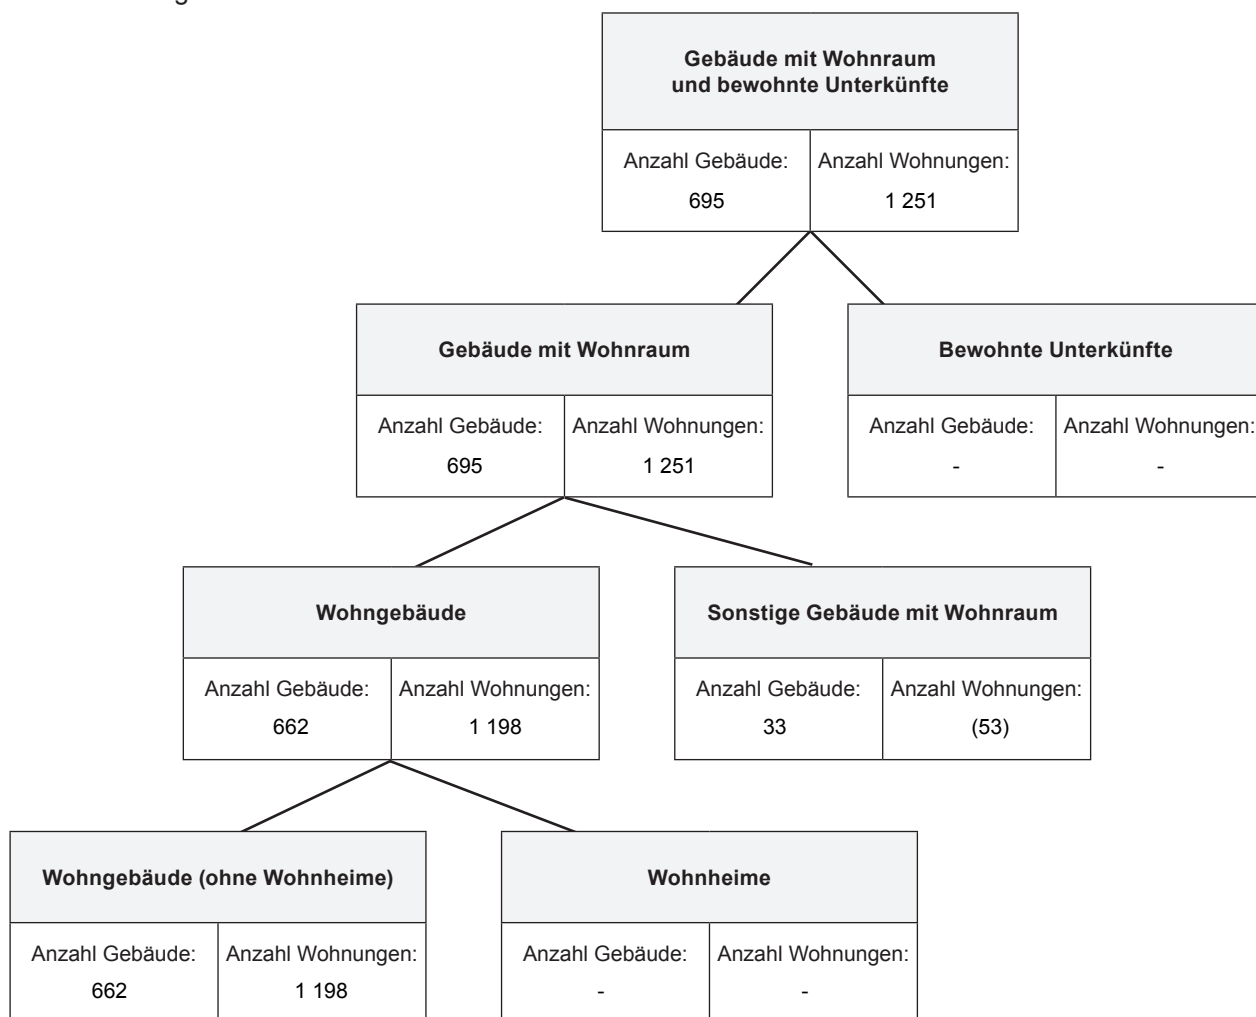 Gebäude mit Wohnraum
und bewohnte Unterkünfte
Anzahl Gebäude: Anzahl Wohnungen:
695 1 251
Gebäude mit Wohnraum
Anzahl Gebäude: Anzahl Wohnungen:
695 1 251
Bewohnte Unterkünfte
Anzahl Gebäude: Anzahl Wohnungen:
- -
Wohngebäude
Anzahl Gebäude: Anzahl Wohnungen:
662 1 198
Sonstige Gebäude mit Wohnraum
Anzahl Gebäude: Anzahl Wohnungen:
33 (53)
Wohngebäude (ohne Wohnheime)
Anzahl Gebäude: Anzahl Wohnungen:
662 1 198
Wohnheime
Anzahl Gebäude: Anzahl Wohnungen:
- -